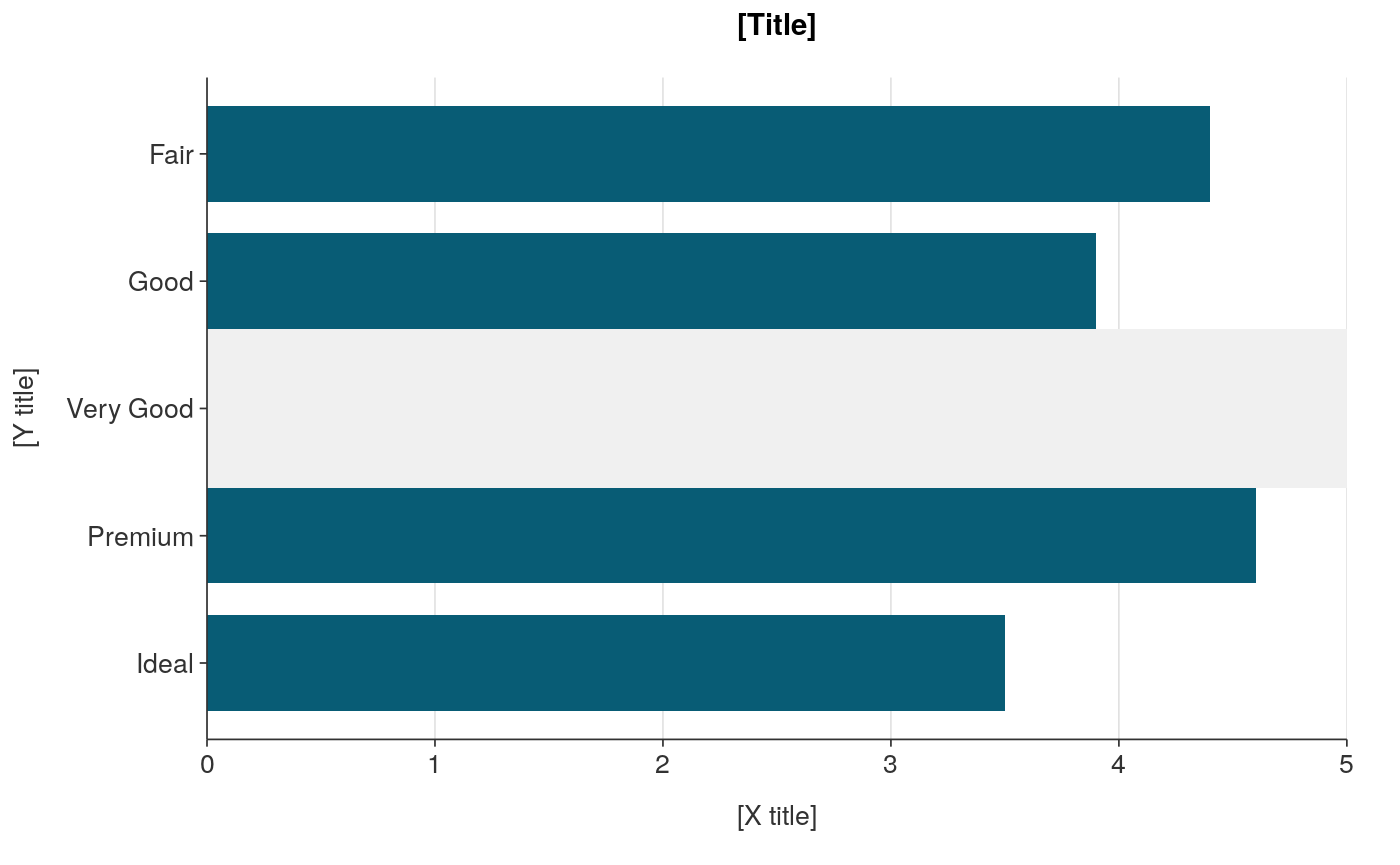 [Title]
Fair
Good
Very Good
Premium
Ideal
[Y title]
0 1 2 3 4 5
[X title]